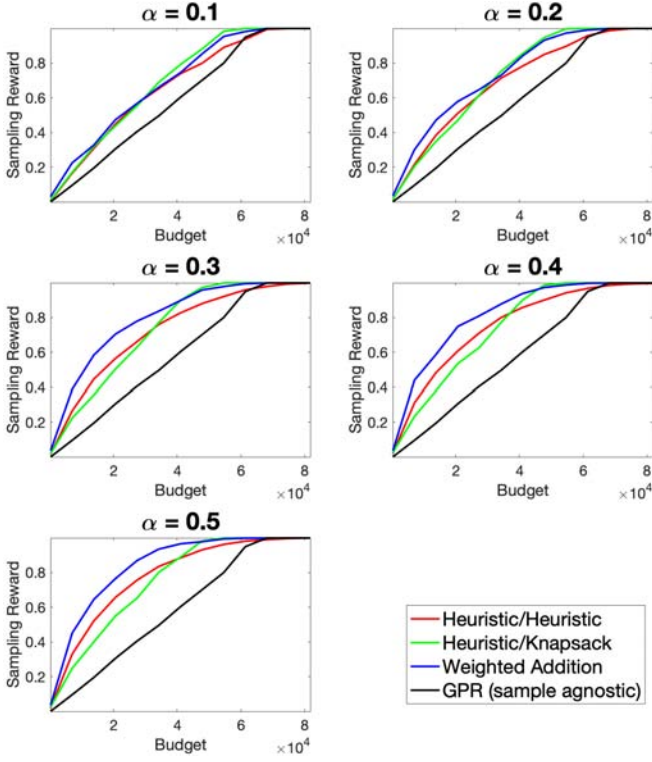 α = 0.1
Sampling Reward
0.8
0.6
0.4
0.2
2 4 6 8
Budget
×10⁴
α = 0.2
Sampling Reward
0.8
0.6
0.4
0.2
2 4 6 8
Budget
×10⁴
α = 0.3
Sampling Reward
0.8
0.6
0.4
0.2
2 4 6 8
Budget
×10⁴
α = 0.4
Sampling Reward
0.8
0.6
0.4
0.2
2 4 6 8
Budget
×10⁴
α = 0.5
Sampling Reward
0.8
0.6
0.4
0.2
2 4 6 8
Budget
×10⁴
Heuristic/Heuristic
Heuristic/Knapsack
Weighted Addition
GPR (sample agnostic)